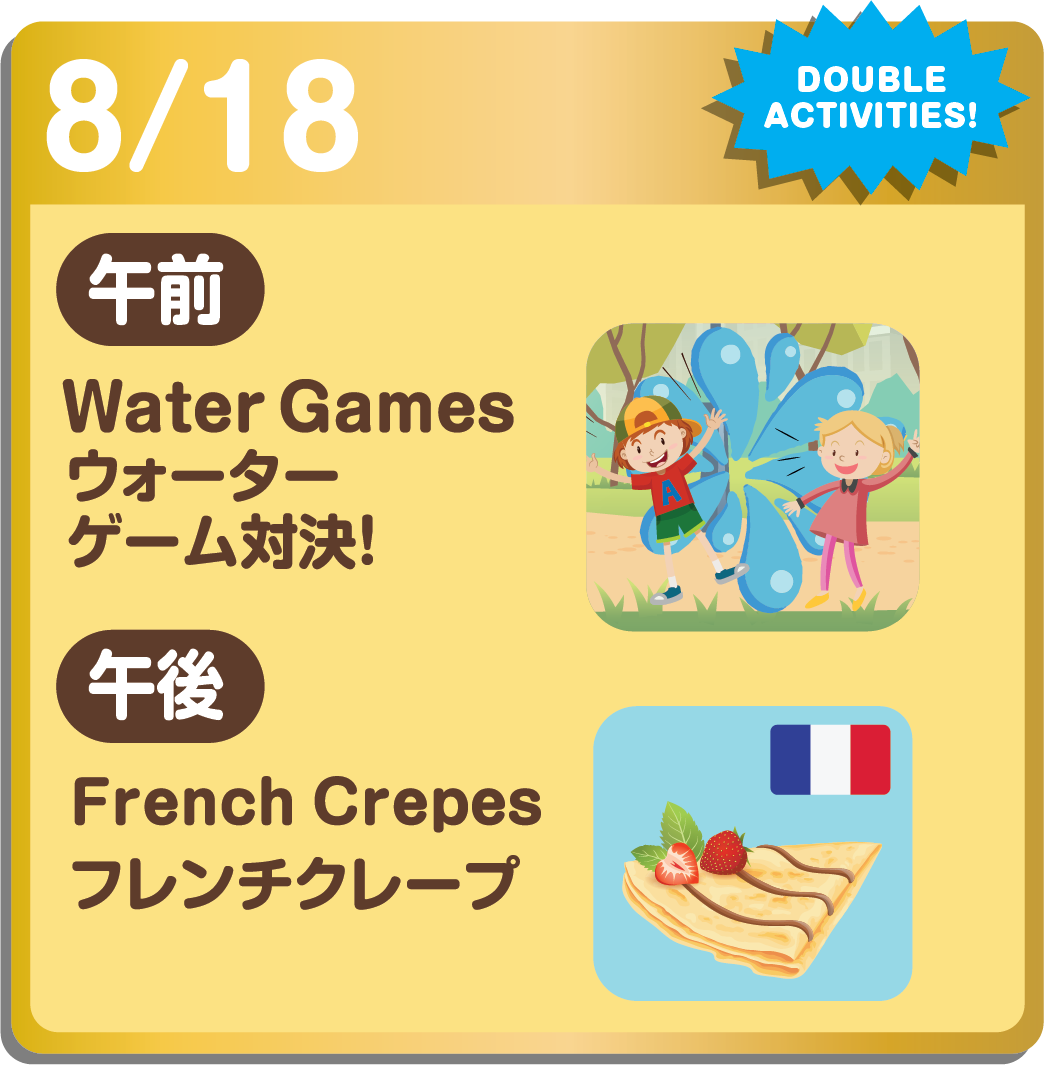 8/18
DOUBLE
ACTIVITIES!
午前
Water Games
ウォーター
ゲーム対決!
A
午後
French Crepes
フレンチクレープ